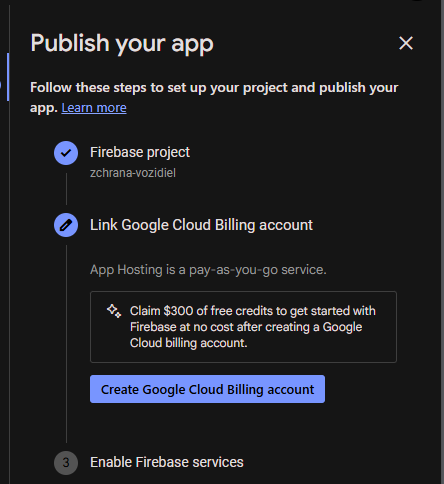 Publish your app
Follow these steps to set up your project and publish your
app. Learn more
Firebase project
zchrana-vozidiel
Link Google Cloud Billing account
App Hosting is a pay-as-you-go service.
Claim $300 of free credits to get started with
Firebase at no cost after creating a Google
Cloud billing account.
Create Google Cloud Billing account
3 Enable Firebase services